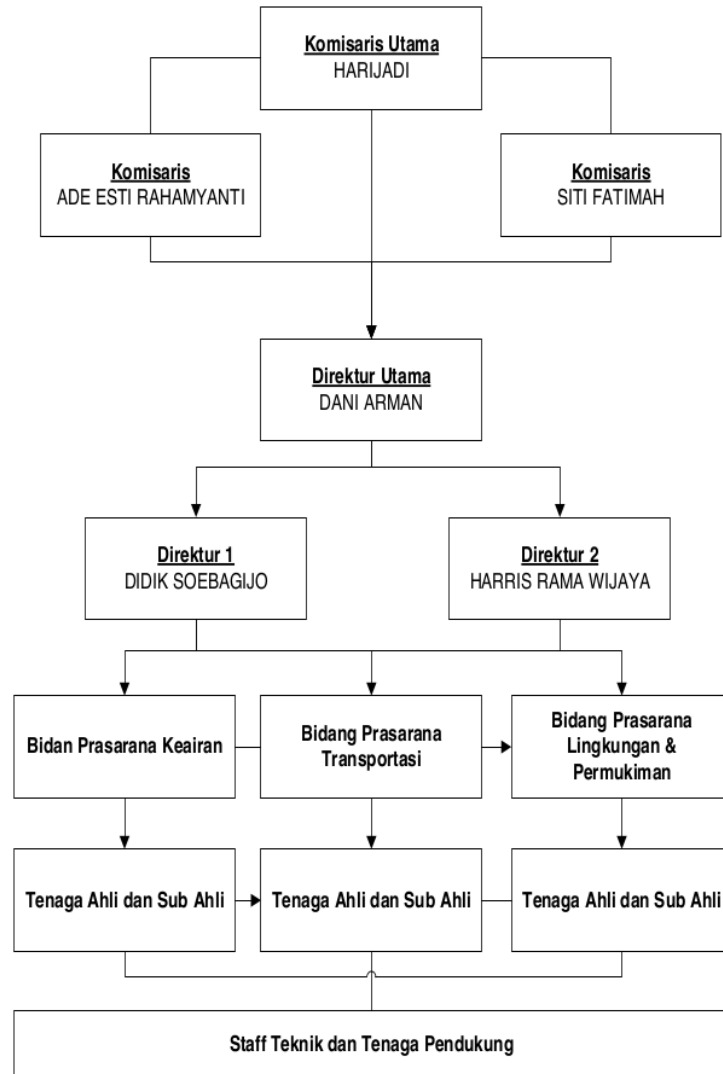 Komisaris Utama
HARIJADI
Komisaris
ADE ESTI RAHAMYANTI
Komisaris
SITI FATIMAH
Direktur Utama
DANI ARMAN
Direktur 1
DIDIK SOEBAGIJO
Direktur 2
HARRIS RAMA WIJAYA
Bidan Prasarana Keairan
Bidang Prasarana
Transportasi
Bidang Prasarana
Lingkungan &
Permukiman
Tenaga Ahli dan Sub Ahli
Tenaga Ahli dan Sub Ahli
Tenaga Ahli dan Sub Ahli
Staff Teknik dan Tenaga Pendukung